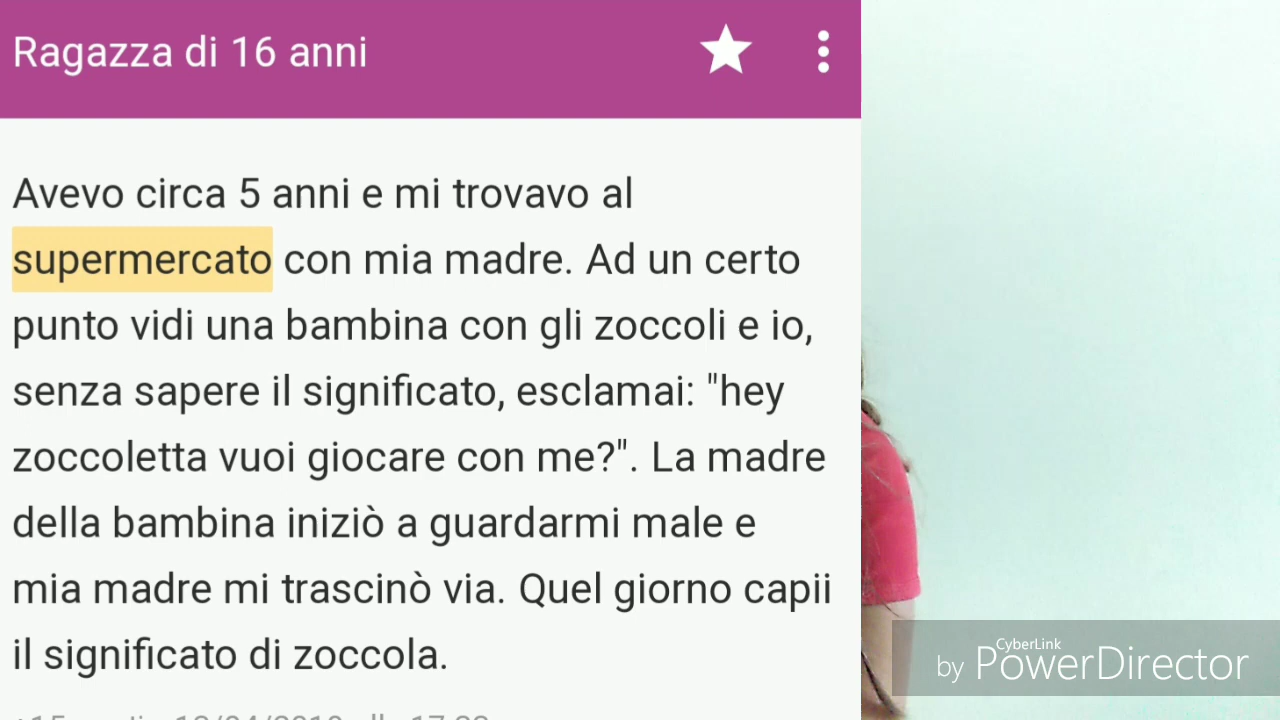 Ragazza di 16 anni
Avevo circa 5 anni e mi trovavo al
supermercato con mia madre. Ad un certo
punto vidi una bambina con gli zoccoli e io,
senza sapere il significato, esclamai: "hey
zoccoletta vuoi giocare con me?". La madre
della bambina iniziò a guardarmi male e
mia madre mi trascinò via. Quel giorno capii
il significato di zoccola.
CyberLink
by PowerDirector